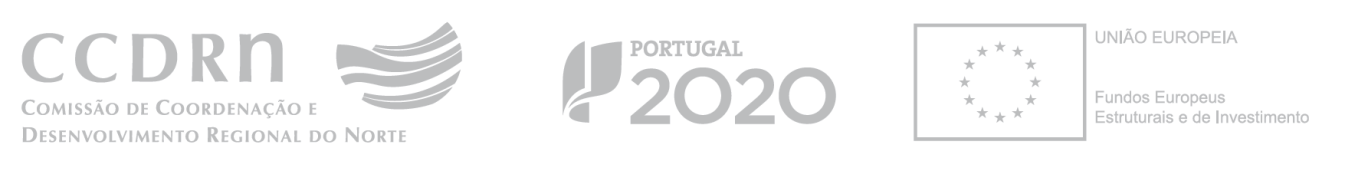 CCDRN
COMISSÃO DE COORDENAÇÃO E
DESENVOLVIMENTO REGIONAL DO NORTE
PORTUGAL
2020
UNIÃO EUROPEIA
Fundos Europeus
Estruturais e de Investimento